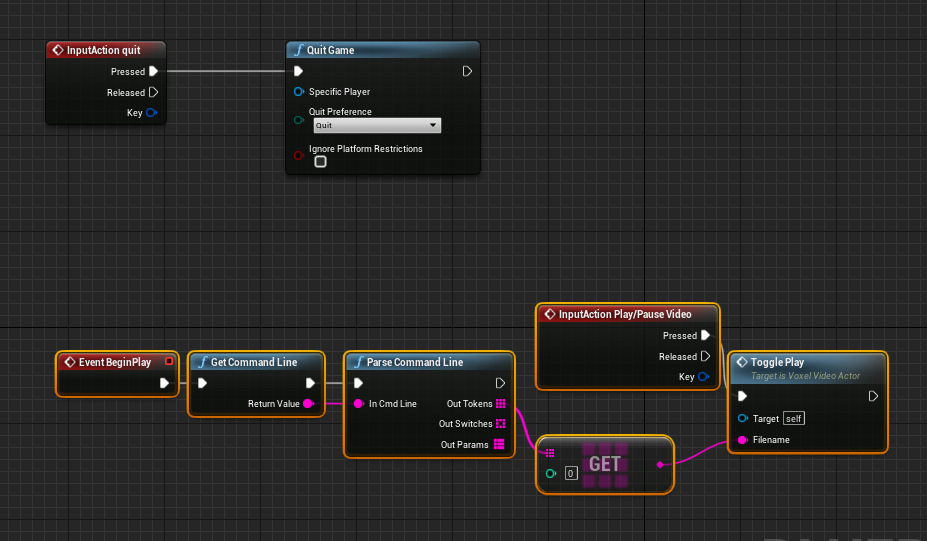 InputAction quit
Pressed
Released
Key
Quit Game
Specific Player
Quit Preference
Quit
Ignore Platform Restrictions
Event BeginPlay
Get Command Line
Return Value
Parse Command Line
In Cmd Line
Out Tokens
Out Switches
Out Params
InputAction Play/Pause Video
Pressed
Released
Key
GET
0
Toggle Play
Target is Voxel Video Actor
Target self
Filename